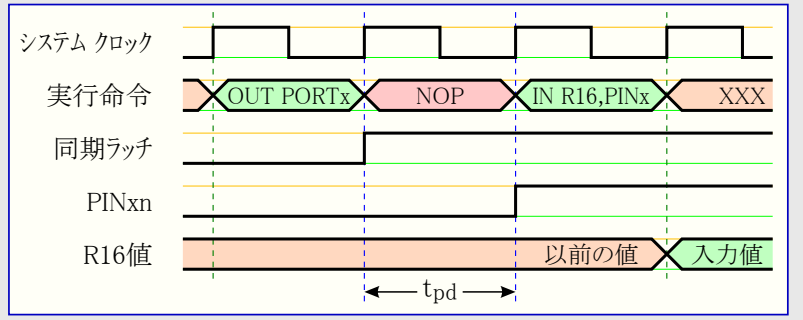 システム クロック
実行命令 OUT PORTx NOP IN R16,PINx XXX
同期ラッチ
PINxn
R16値 以前の値 入力値
tpd